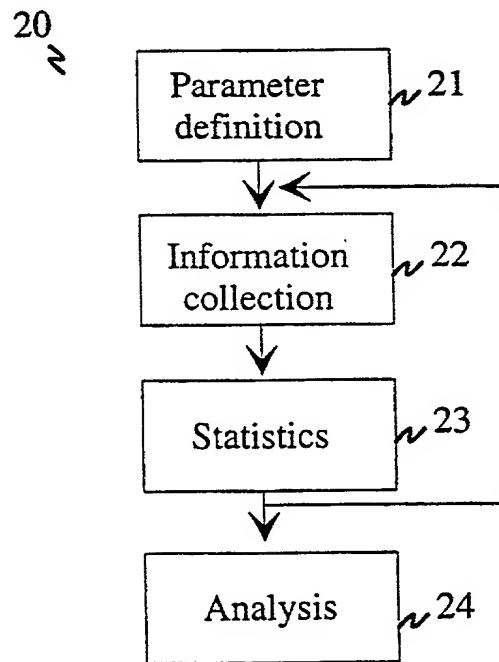 20
Parameter
definition
21
Information
collection
22
Statistics
23
Analysis
24